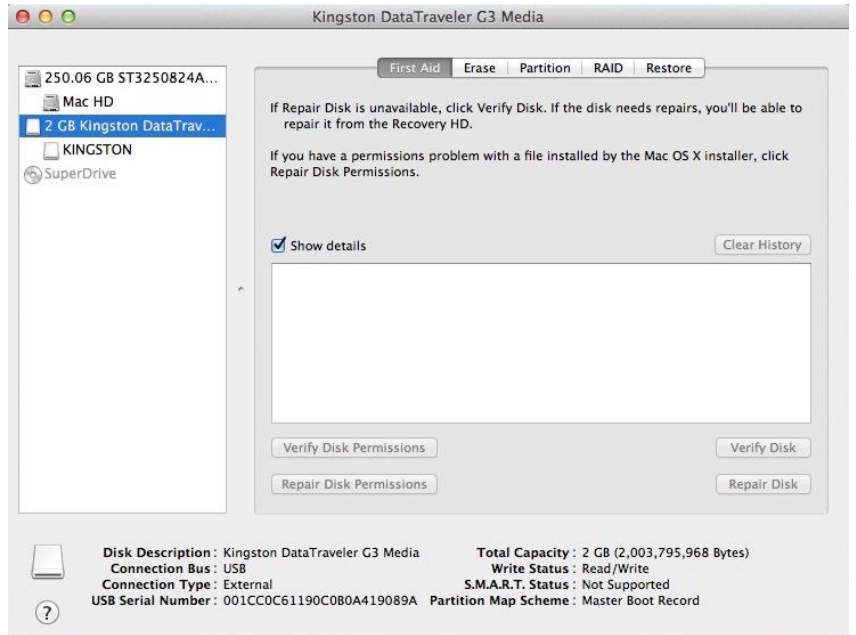 Kingston DataTraveler G3 Media
250.06 GB ST3250824A...
Mac HD
2 GB Kingston DataTrav...
KINGSTON
SuperDrive
First Aid Erase Partition RAID Restore
If Repair Disk is unavailable, click Verify Disk. If the disk needs repairs, you'll be able to
repair it from the Recovery HD.
If you have a permissions problem with a file installed by the Mac OS X installer, click
Repair Disk Permissions.
Show details
Clear History
Verify Disk Permissions
Verify Disk
Repair Disk Permissions
Repair Disk
Disk Description : Kingston DataTraveler G3 Media
Connection Bus : USB
Connection Type : External
USB Serial Number : 001CC0C61190C0B0A419089A
Total Capacity : 2 GB (2,003,795,968 Bytes)
Write Status : Read/Write
S.M.A.R.T. Status : Not Supported
Partition Map Scheme : Master Boot Record
?